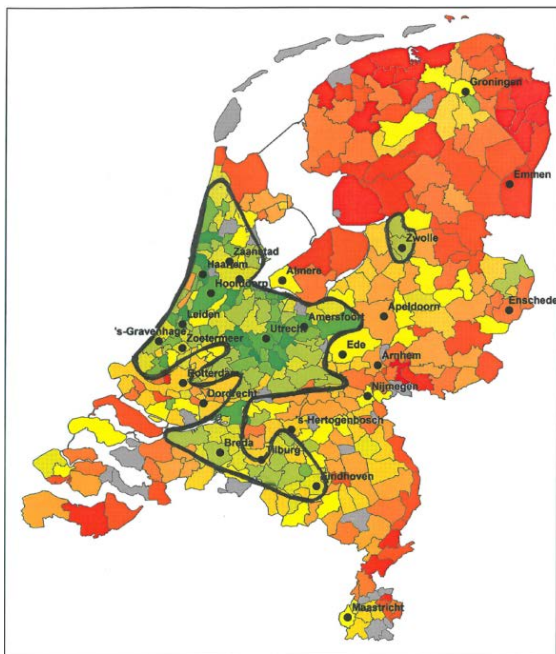 Groningen
Emmen
Zwolle
Zaanstad
Haarlem
Hoofddorp
Almere
Enschede
Leiden
Amersfoort
Apeldoorn
's-Gravenhage
Utrecht
Zoetermeer
Ede
Arnhem
Rotterdam
Nijmegen
Dordrecht
's-Hertogenbosch
Breda
Tilburg
Eindhoven
Maastricht